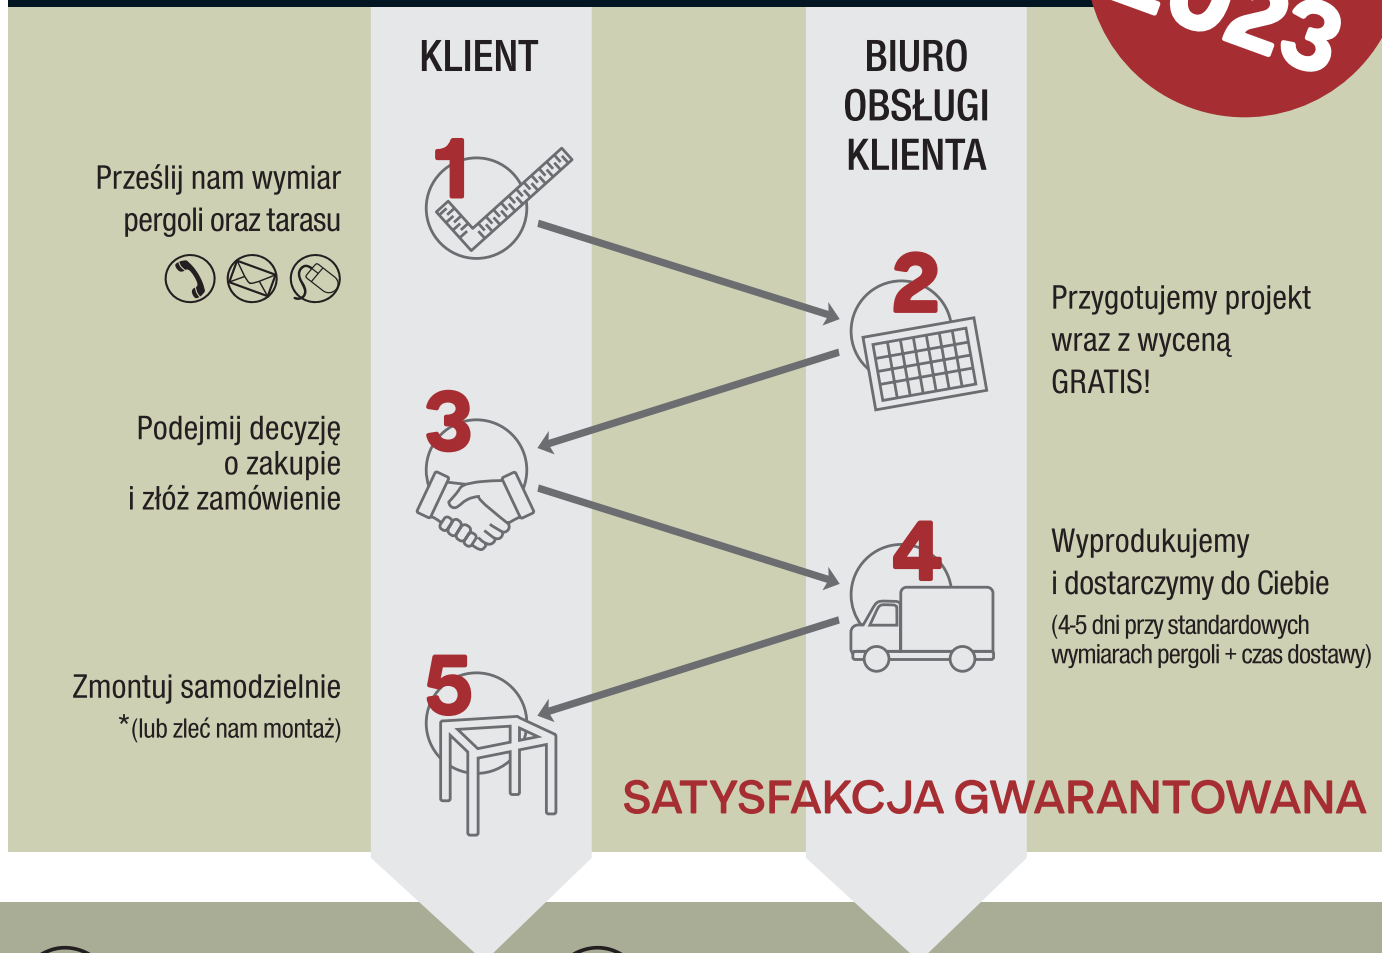 2023
KLIENT
BIURO
OBSŁUGI
KLIENTA
1
Prześlij nam wymiar
pergoli oraz tarasu
2
Przygotujemy projekt
wraz z wyceną
GRATIS!
3
Podejmij decyzję
o zakupie
i złóż zamówienie
4
Wyprodukujemy
i dostarczymy do Ciebie
(4-5 dni przy standardowych
wymiarach pergoli + czas dostawy)
5
Zmontuj samodzielnie
*(lub zleć nam montaż)
SATYSFAKCJA GWARANTOWANA